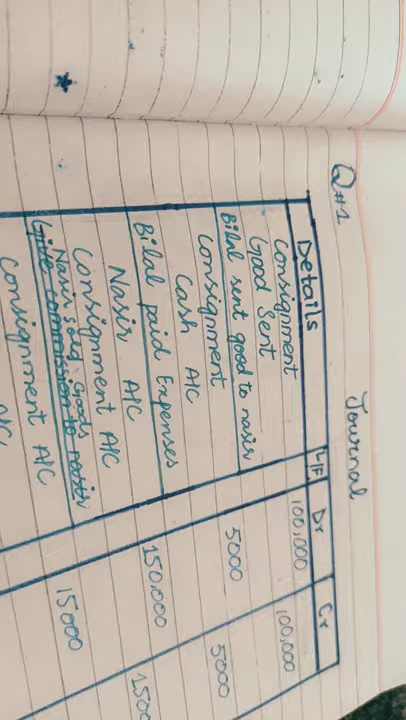 Q#1
Journal
Details L/F Dr Cr
Consignment 100,000
Good Sent 100,000
Bilal sent good to nasir
Consignment 5000
Cash A/C 5000
Bilal paid Expenses
Nasir A/C 150,000
Consignment A/C 1500
Nasir sold Goods
Give commission to nasir
Consignment A/C 15000
A/C